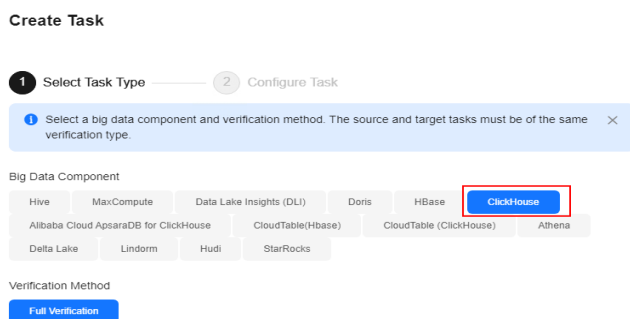 Create Task
1 Select Task Type 2 Configure Task
Select a big data component and verification method. The source and target tasks must be of the same
verification type.
Big Data Component
Hive MaxCompute Data Lake Insights (DLI) Doris HBase ClickHouse
Alibaba Cloud ApsaraDB for ClickHouse CloudTable(Hbase) CloudTable (ClickHouse) Athena
Delta Lake Lindorm Hudi StarRocks
Verification Method
Full Verification